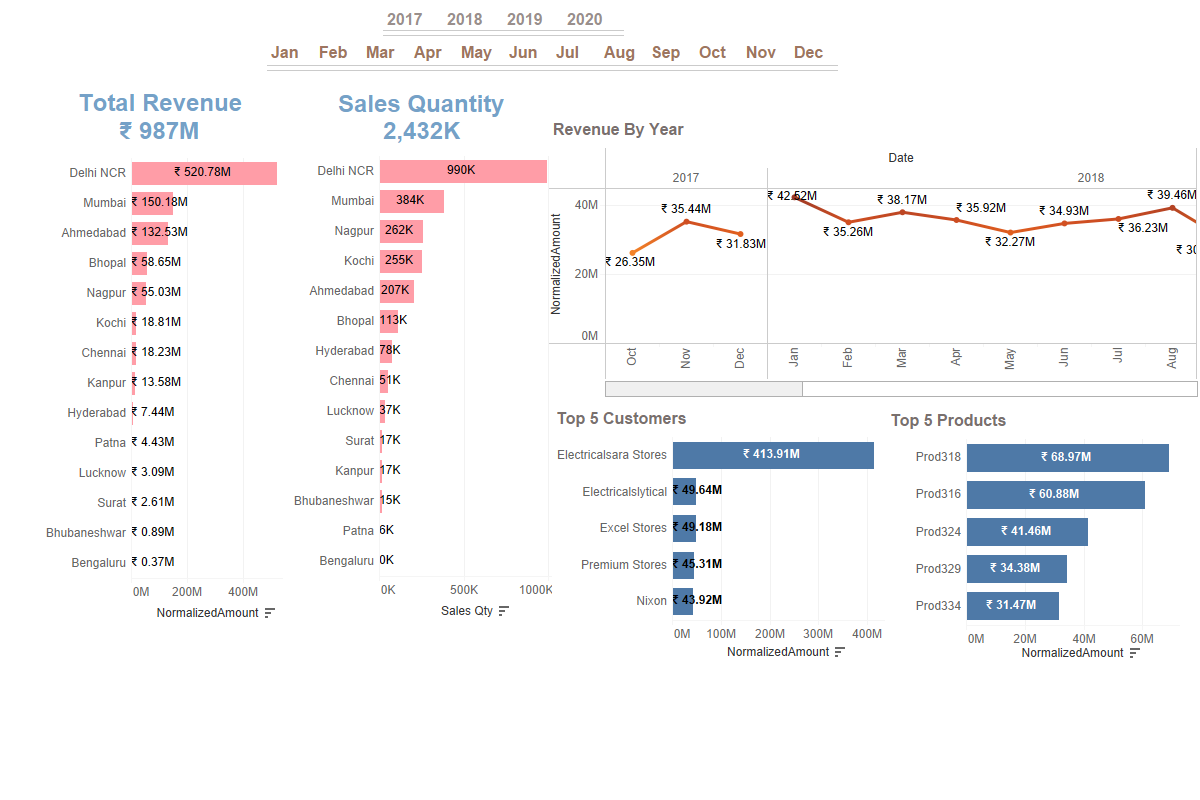 2017 2018 2019 2020
Jan Feb Mar Apr May Jun Jul Aug Sep Oct Nov Dec
Total Revenue
₹ 987M
Delhi NCR ₹ 520.78M
Mumbai ₹ 150.18M
Ahmedabad ₹ 132.53M
Bhopal ₹ 58.65M
Nagpur ₹ 55.03M
Kochi ₹ 18.81M
Chennai ₹ 18.23M
Kanpur ₹ 13.58M
Hyderabad ₹ 7.44M
Patna ₹ 4.43M
Lucknow ₹ 3.09M
Surat ₹ 2.61M
Bhubaneshwar ₹ 0.89M
Bengaluru ₹ 0.37M
0M 200M 400M
NormalizedAmount
Sales Quantity
2,432K
Delhi NCR 990K
Mumbai 384K
Nagpur 262K
Kochi 255K
Ahmedabad 207K
Bhopal 113K
Hyderabad 78K
Chennai 51K
Lucknow 37K
Surat 17K
Kanpur 17K
Bhubaneshwar 15K
Patna 6K
Bengaluru 0K
0K 500K 1000K
Sales Qty
Revenue By Year
Date
2017 2018
NormalizedAmount
40M
20M
0M
₹ 26.35M
₹ 35.44M
₹ 31.83M
₹ 42.52M
₹ 35.26M
₹ 38.17M
₹ 35.92M
₹ 32.27M
₹ 34.93M
₹ 36.23M
₹ 39.46M
Oct Nov Dec Jan Feb Mar Apr May Jun Jul Aug
Top 5 Customers
Electricalsara Stores ₹ 413.91M
Electricalslytical ₹ 49.64M
Excel Stores ₹ 49.18M
Premium Stores ₹ 45.31M
Nixon ₹ 43.92M
0M 100M 200M 300M 400M
NormalizedAmount
Top 5 Products
Prod318 ₹ 68.97M
Prod316 ₹ 60.88M
Prod324 ₹ 41.46M
Prod329 ₹ 34.38M
Prod334 ₹ 31.47M
0M 20M 40M 60M
NormalizedAmount